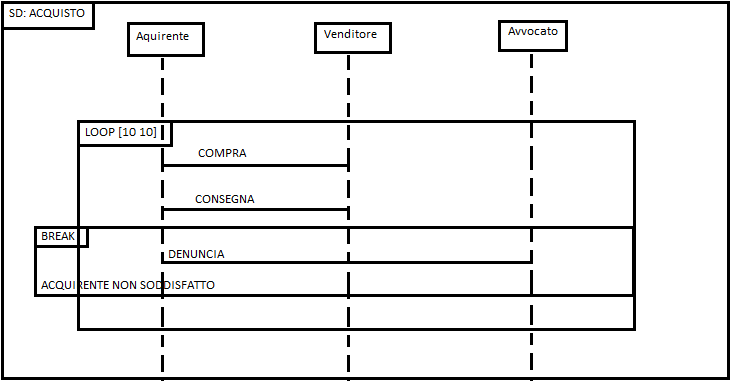 SD: ACQUISTO
Aquirente
Venditore
Avvocato
LOOP [10 10]
COMPRA
CONSEGNA
BREAK
DENUNCIA
ACQUIRENTE NON SODDISFATTO